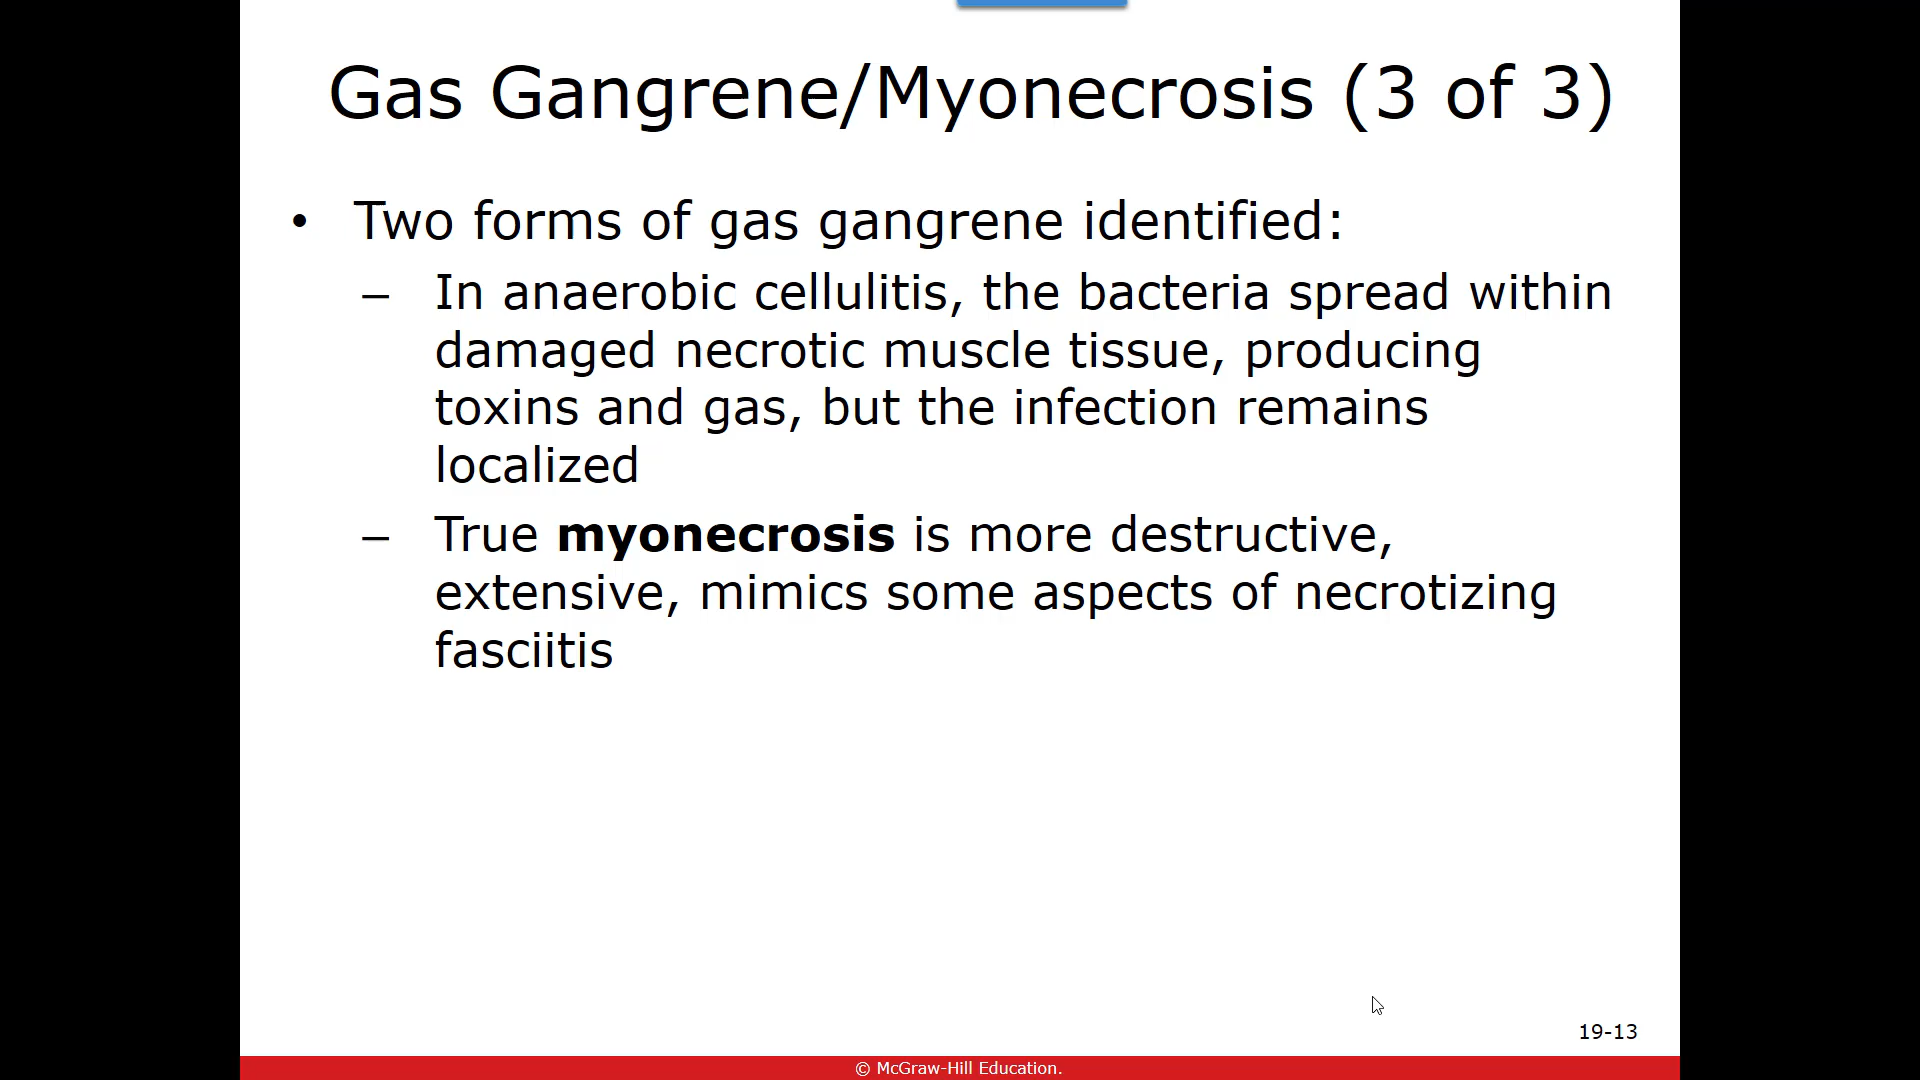 Gas Gangrene/Myonecrosis (3 of 3)
• Two forms of gas gangrene identified:
– In anaerobic cellulitis, the bacteria spread within
damaged necrotic muscle tissue, producing
toxins and gas, but the infection remains
localized
– True myonecrosis is more destructive,
extensive, mimics some aspects of necrotizing
fasciitis
19-13
© McGraw-Hill Education.